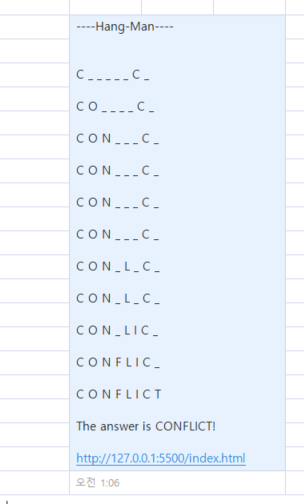 ----Hang-Man----
C _ _ _ _ _ C _
C O _ _ _ _ C _
C O N _ _ _ C _
C O N _ _ _ C _
C O N _ _ _ C _
C O N _ _ _ C _
C O N _ L _ C _
C O N _ L _ C _
C O N _ L I C _
C O N F L I C _
C O N F L I C T
The answer is CONFLICT!
http://127.0.0.1:5500/index.html
오전 1:06